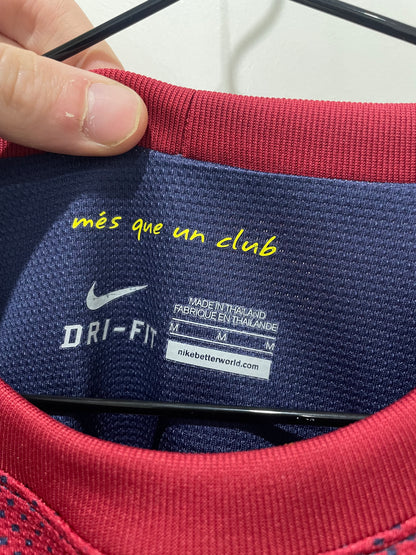 més que un club
DRI-FIT
MADE IN THAILAND
FABRIQUE EN THAILANDE
M M M
nikebetterworld.com